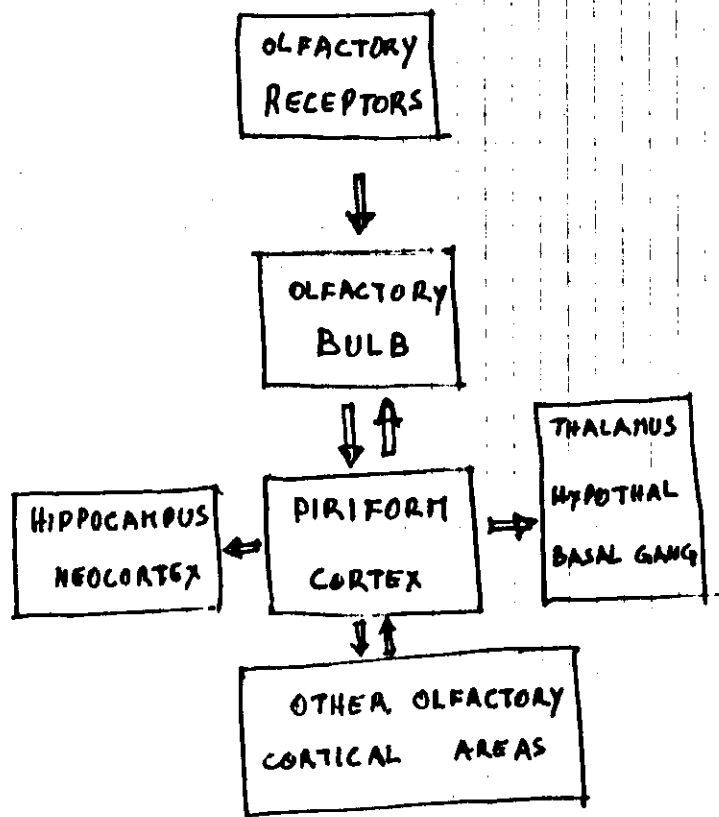 OLFACTORY
RECEPTORS
OLFACTORY
BULB
HIPPOCAMPUS
NEOCORTEX
PIRIFORM
CORTEX
THALAMUS
HYPOTHAL
BASAL GANG
OTHER OLFACTORY
CORTICAL AREAS